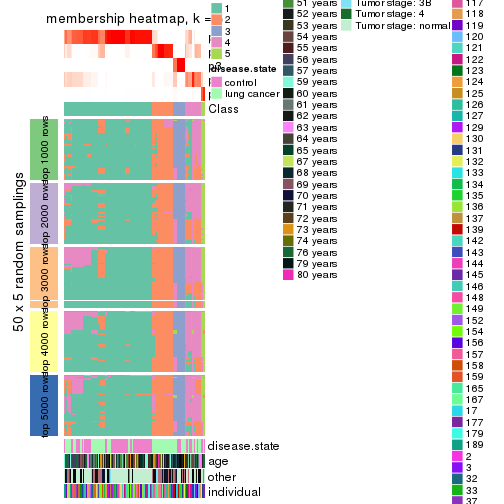 membership heatmap, k =
1
2
3
4
5
disease.state
control
lung cancer
Class
50 x 5 random samplings
top 1000 rows
top 2000 rows
top 3000 rows
top 4000 rows
top 5000 rows
disease.state
age
other
individual
51 years
52 years
53 years
54 years
55 years
56 years
57 years
59 years
60 years
61 years
62 years
63 years
64 years
65 years
67 years
68 years
69 years
70 years
71 years
72 years
73 years
74 years
76 years
79 years
80 years
Tumor stage: 3B
Tumor stage: 4
Tumor stage: normal
117
118
119
120
121
122
123
124
125
126
127
129
130
131
132
133
134
135
136
137
139
142
143
144
145
146
148
149
152
154
156
157
158
159
165
167
17
177
179
189
2
3
32
33
37